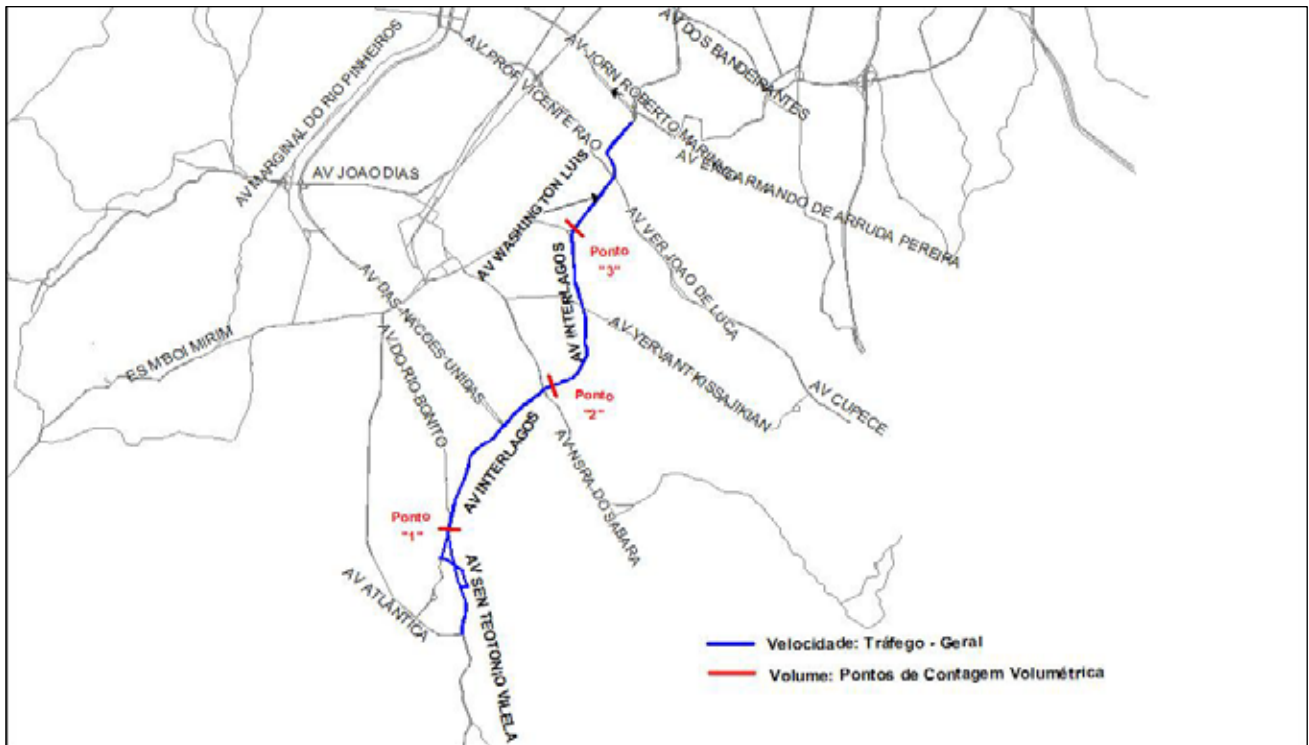 AV MARGINAL DO RIO PINHEIROS
AV PROF VICENTE RAO
AV JORN ROBERTO MARINHO
AV DOS BANDEIRANTES
AV ENG ARMANDO DE ARRUDA PEREIRA
AV JOAO DIAS
AV WASHINGTON LUIS
AV VER JOAO DE LUCA
Ponto
"3"
AV INTERLAGOS
AV DAS NACOES UNIDAS
ES M'BOI MIRIM
AV DO RIO BONITO
AV YERVANT KISSAJIKIAN
AV CUPECE
Ponto
"2"
AV INTERLAGOS
AV NSRA DO SABARA
Ponto
"1"
AV ATLÂNTICA
AV SEN TEOTONIO VILELA
Velocidade: Tráfego - Geral
Volume: Pontos de Contagem Volumétrica